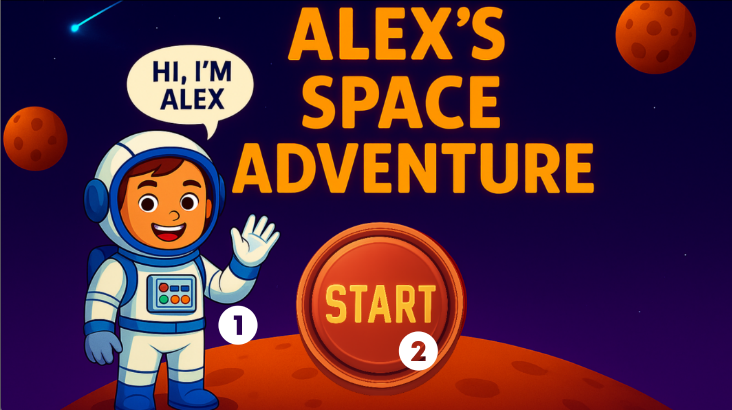 ALEX'S
SPACE
ADVENTURE
HI, I'M
ALEX
START
1
2